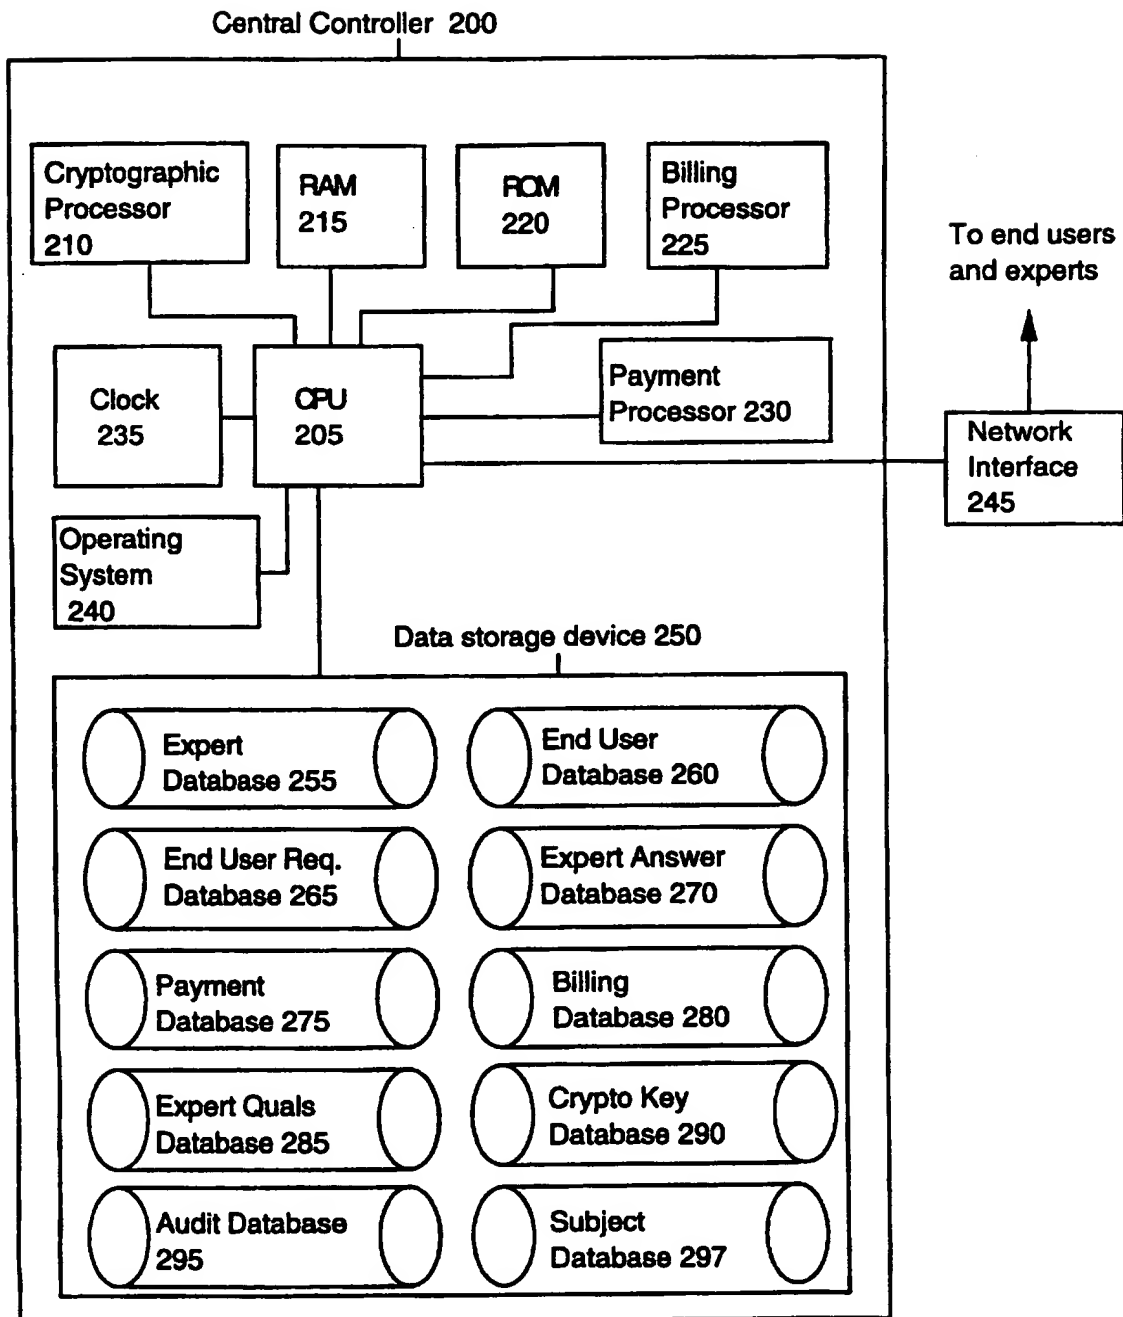 Central Controller 200
Cryptographic
Processor
210
RAM
215
ROM
220
Billing
Processor
225
To end users
and experts
Clock
235
CPU
205
Payment
Processor 230
Network
Interface
245
Operating
System
240
Data storage device 250
Expert
Database 255
End User
Database 260
End User Req.
Database 265
Expert Answer
Database 270
Payment
Database 275
Billing
Database 280
Expert Quals
Database 285
Crypto Key
Database 290
Audit Database
295
Subject
Database 297